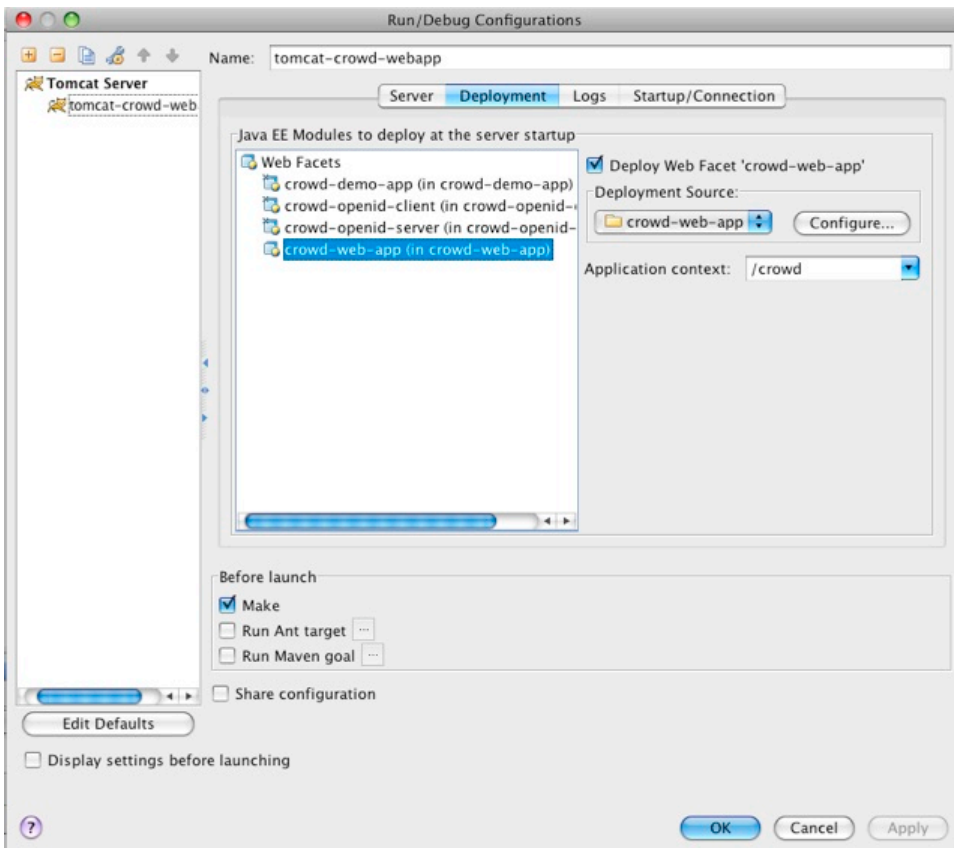 Run/Debug Configurations
Name: tomcat-crowd-webapp
Tomcat Server
tomcat-crowd-web
Server Deployment Logs Startup/Connection
Java EE Modules to deploy at the server startup
Web Facets
crowd-demo-app (in crowd-demo-app)
crowd-openid-client (in crowd-openid-
crowd-openid-server (in crowd-openid-
crowd-web-app (in crowd-web-app)
Deploy Web Facet 'crowd-web-app'
Deployment Source:
crowd-web-app Configure...
Application context: /crowd
Before launch
Make
Run Ant target ...
Run Maven goal ...
Share configuration
Edit Defaults
Display settings before launching
?
OK Cancel Apply